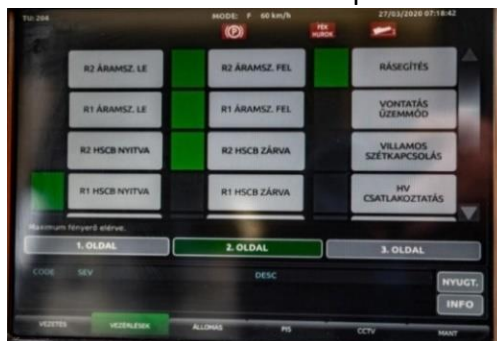 TU: 204 MODE: F 60 km/h 27/03/2020 07:18:42
(P) FÉK HUROK
R2 ÁRAMSZ. LE R2 ÁRAMSZ. FEL RÁSEGÍTÉS
R1 ÁRAMSZ. LE R1 ÁRAMSZ. FEL VONTATÁS ÜZEMMÓD
R2 HSCB NYITVA R2 HSCB ZÁRVA VILLAMOS SZÉTKAPCSOLÁS
R1 HSCB NYITVA R1 HSCB ZÁRVA HV CSATLAKOZTATÁS
Maximum fényerő elérve.
1. OLDAL 2. OLDAL 3. OLDAL
CODE SEV DESC NYUGT.
INFO
VEZETÉS VEZÉRLÉSEK ÁLLOMÁS PIS CCTV MAINT